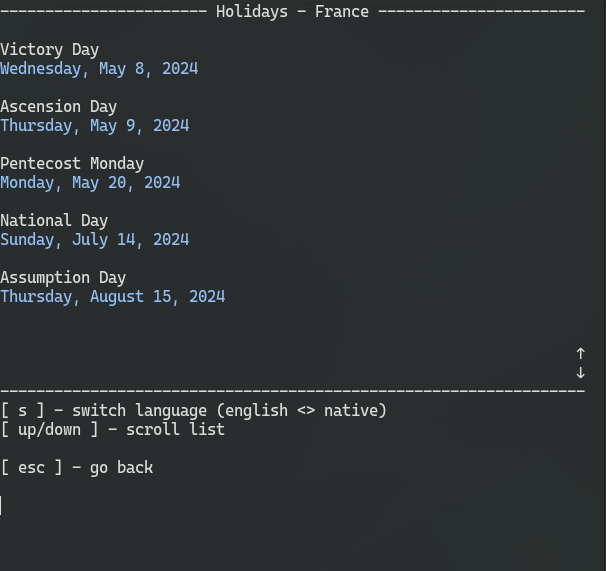 ----------------------- Holidays - France -----------------------
Victory Day
Wednesday, May 8, 2024
Ascension Day
Thursday, May 9, 2024
Pentecost Monday
Monday, May 20, 2024
National Day
Sunday, July 14, 2024
Assumption Day
Thursday, August 15, 2024
↑
↓
-----------------------------------------------------------------
[ s ] - switch language (english <> native)
[ up/down ] - scroll list
[ esc ] - go back